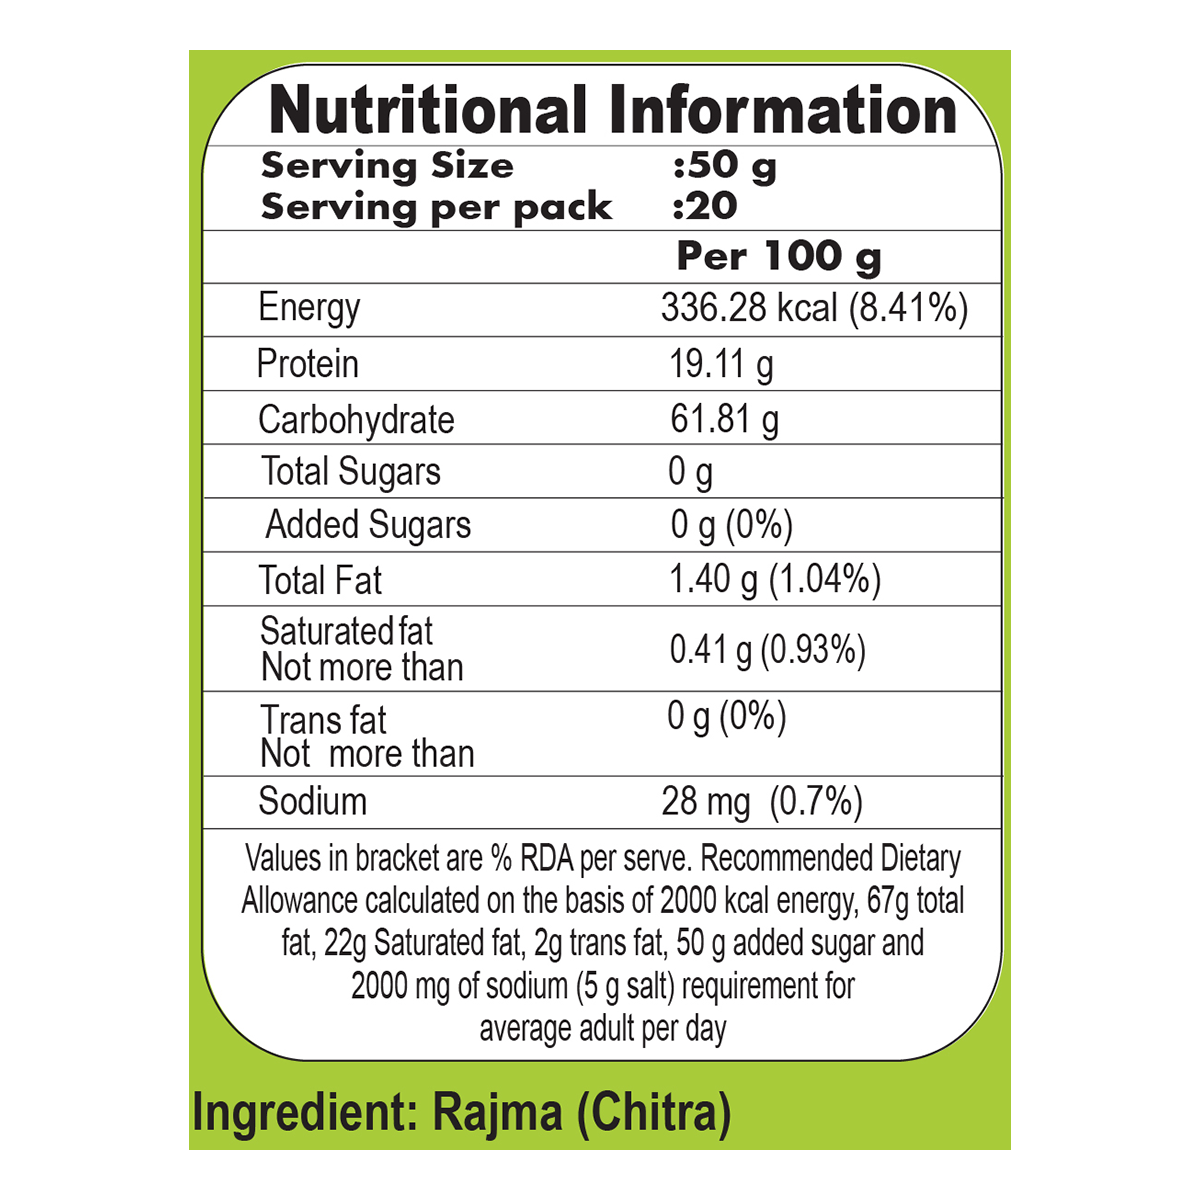 Nutritional Information
Serving Size :50 g
Serving per pack :20
Per 100 g
Energy 336.28 kcal (8.41%)
Protein 19.11 g
Carbohydrate 61.81 g
Total Sugars 0 g
Added Sugars 0 g (0%)
Total Fat 1.40 g (1.04%)
Saturated fat
Not more than 0.41 g (0.93%)
Trans fat 0 g (0%)
Not more than
Sodium 28 mg (0.7%)
Values in bracket are % RDA per serve. Recommended Dietary
Allowance calculated on the basis of 2000 kcal energy, 67g total
fat, 22g Saturated fat, 2g trans fat, 50 g added sugar and
2000 mg of sodium (5 g salt) requirement for
average adult per day
Ingredient: Rajma (Chitra)